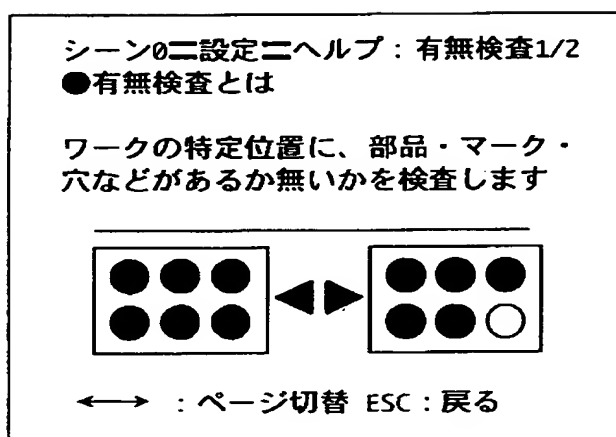 シーン0＝設定＝ヘルプ：有無検査1/2
●有無検査とは
ワークの特定位置に、部品・マーク・
穴などがあるか無いかを検査します
←→ ：ページ切替 ESC：戻る